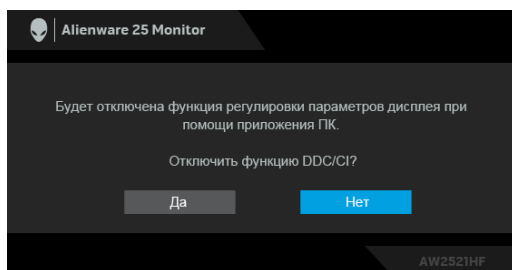 Alienware 25 Monitor
Будет отключена функция регулировки параметров дисплея при
помощи приложения ПК.
Отключить функцию DDC/CI?
Да Нет
AW2521HF